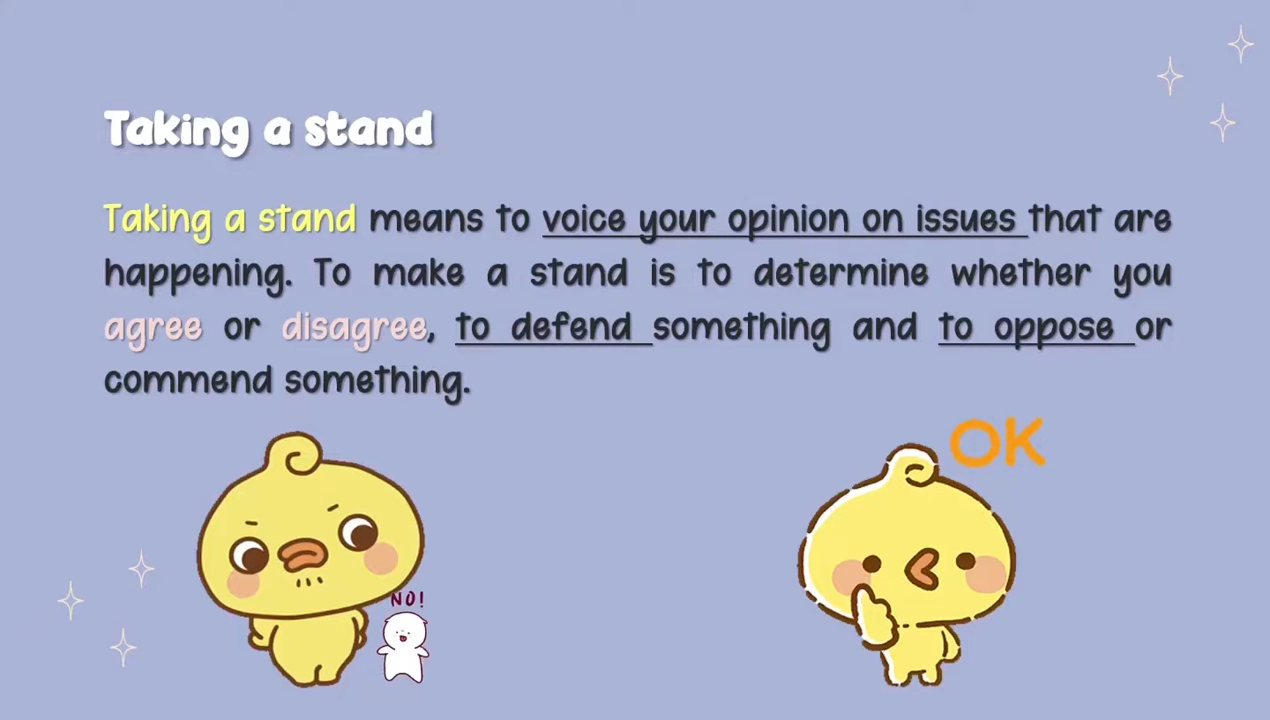 Taking a stand
Taking a stand means to voice your opinion on issues that are
happening. To make a stand is to determine whether you
agree or disagree, to defend something and to oppose or
commend something.
OK
NO!